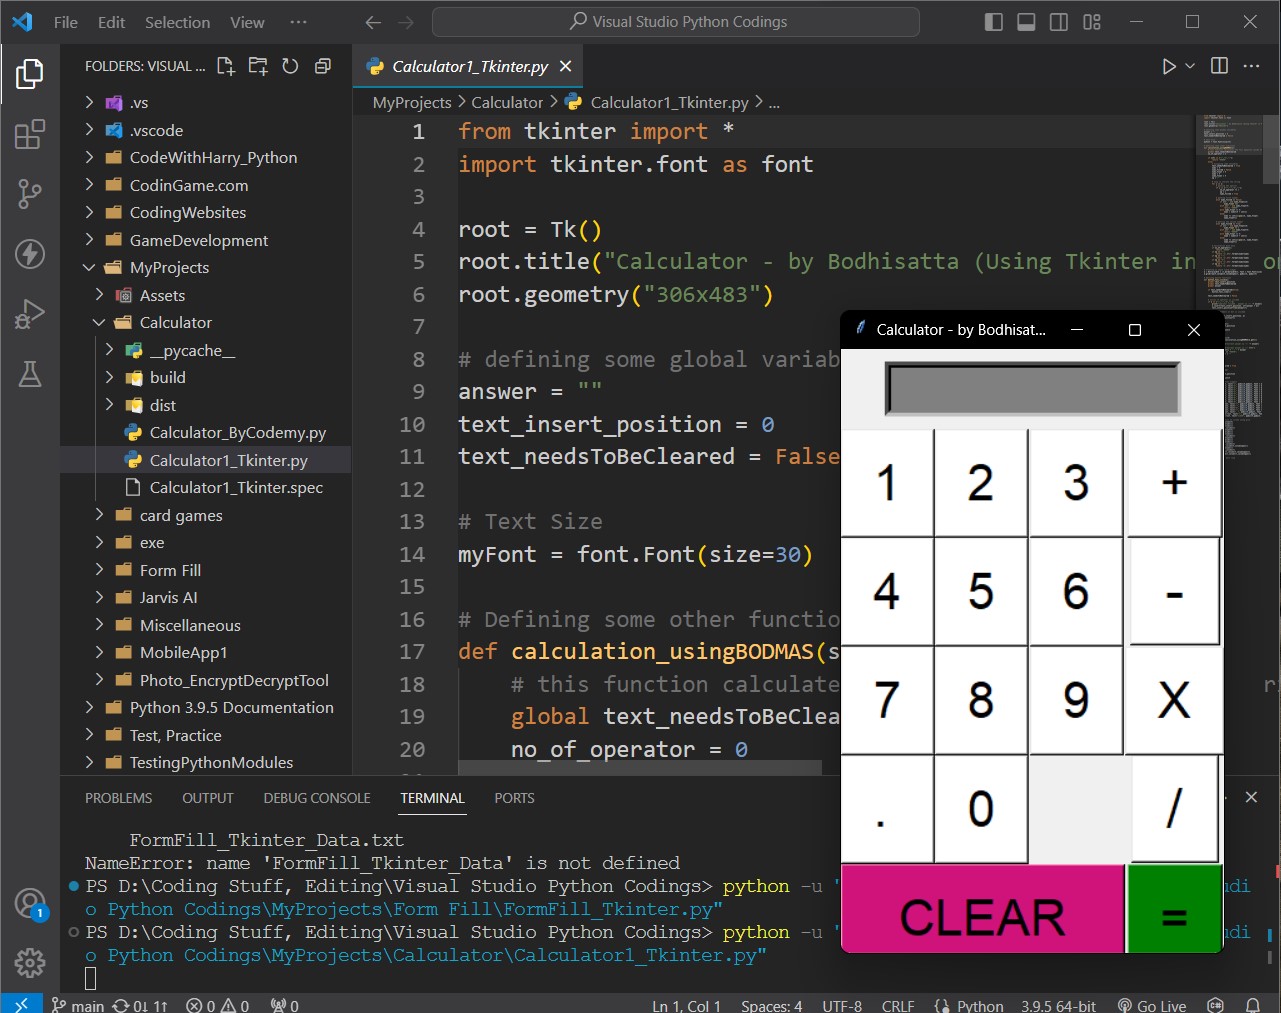 File Edit Selection View ··· Visual Studio Python Codings
FOLDERS: VISUAL ...
.vs
.vscode
CodeWithHarry_Python
CodinGame.com
CodingWebsites
GameDevelopment
MyProjects
Assets
Calculator
__pycache__
build
dist
Calculator_ByCodemy.py
Calculator1_Tkinter.py
Calculator1_Tkinter.spec
card games
exe
Form Fill
Jarvis AI
Miscellaneous
MobileApp1
Photo_EncryptDecryptTool
Python 3.9.5 Documentation
Test, Practice
TestingPythonModules
Calculator1_Tkinter.py
MyProjects > Calculator > Calculator1_Tkinter.py > ...
1 from tkinter import *
2 import tkinter.font as font
3
4 root = Tk()
5 root.title("Calculator - by Bodhisatta (Using Tkinter in
6 root.geometry("306x483")
7
8 # defining some global variab
9 answer = ""
10 text_insert_position = 0
11 text_needsToBeCleared = False
12
13 # Text Size
14 myFont = font.Font(size=30)
15
16 # Defining some other functio
17 def calculation_usingBODMAS(s
18 # this function calculate
19 global text_needsToBeClea
20 no_of_operator = 0
Calculator - by Bodhisat...
1 2 3 +
4 5 6 -
7 8 9 X
. 0 /
CLEAR =
PROBLEMS OUTPUT DEBUG CONSOLE TERMINAL PORTS
FormFill_Tkinter_Data.txt
NameError: name 'FormFill_Tkinter_Data' is not defined
PS D:\Coding Stuff, Editing\Visual Studio Python Codings> python -u "
udi
o Python Codings\MyProjects\Form Fill\FormFill_Tkinter.py"
PS D:\Coding Stuff, Editing\Visual Studio Python Codings> python -u "
udi
o Python Codings\MyProjects\Calculator\Calculator1_Tkinter.py"
1
main 0↓ 1↑ 0 0 0 Ln 1, Col 1 Spaces: 4 UTF-8 CRLF Python 3.9.5 64-bit Go Live